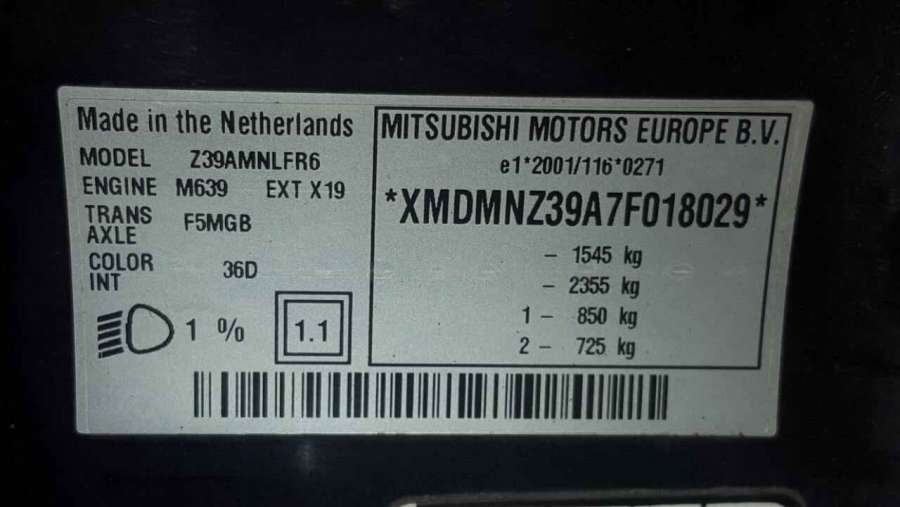 Made in the Netherlands
MODEL Z39AMNLFR6
ENGINE M639 EXT X19
TRANS
AXLE F5MGB
COLOR
INT 36D
1 %
1.1
MITSUBISHI MOTORS EUROPE B.V.
e1*2001/116*0271
*XMDMNZ39A7F018029*
- 1545 kg
- 2355 kg
1 - 850 kg
2 - 725 kg